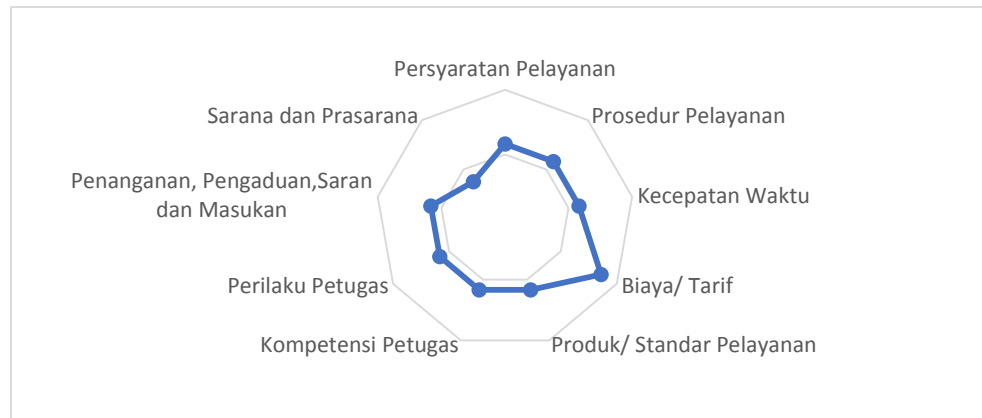 Persyaratan Pelayanan
Prosedur Pelayanan
Kecepatan Waktu
Biaya/ Tarif
Produk/ Standar Pelayanan
Kompetensi Petugas
Perilaku Petugas
Penanganan, Pengaduan,Saran
dan Masukan
Sarana dan Prasarana